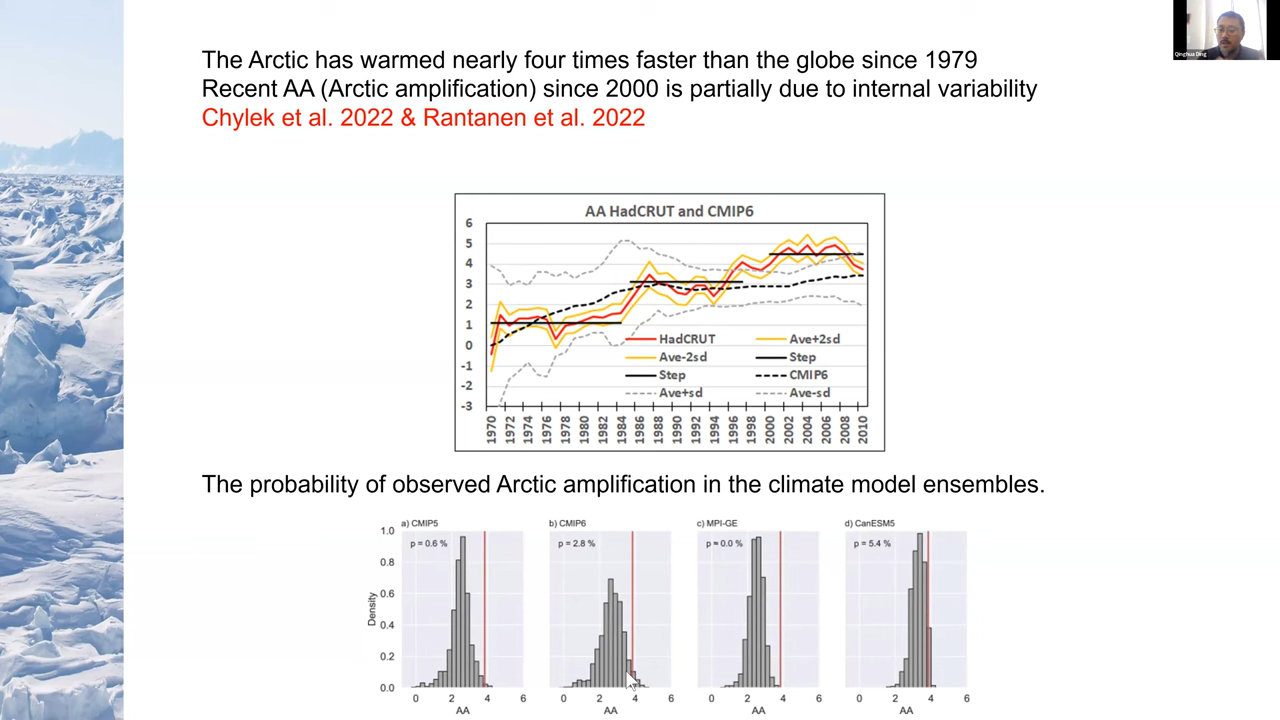 The Arctic has warmed nearly four times faster than the globe since 1979
Recent AA (Arctic amplification) since 2000 is partially due to internal variability
Chylek et al. 2022 & Rantanen et al. 2022
Qinghua Ding
AA HadCRUT and CMIP6
6
5
4
3
2
1
0
-1
-2
-3
HadCRUT Ave+2sd
Ave-2sd Step
Step CMIP6
Ave+sd Ave-sd
1970 1972 1974 1976 1978 1980 1982 1984 1986 1988 1990 1992 1994 1996 1998 2000 2002 2004 2006 2008 2010
The probability of observed Arctic amplification in the climate model ensembles.
a) CMIP5 b) CMIP6 c) MPI-GE d) CanESM5
p = 0.6 % p = 2.8 % p ≈ 0.0 % p = 5.4 %
1.0
0.8
0.6
0.4
0.2
0.0
Density
0 2 4 6 0 2 4 6 0 2 4 6 0 2 4 6
AA AA AA AA